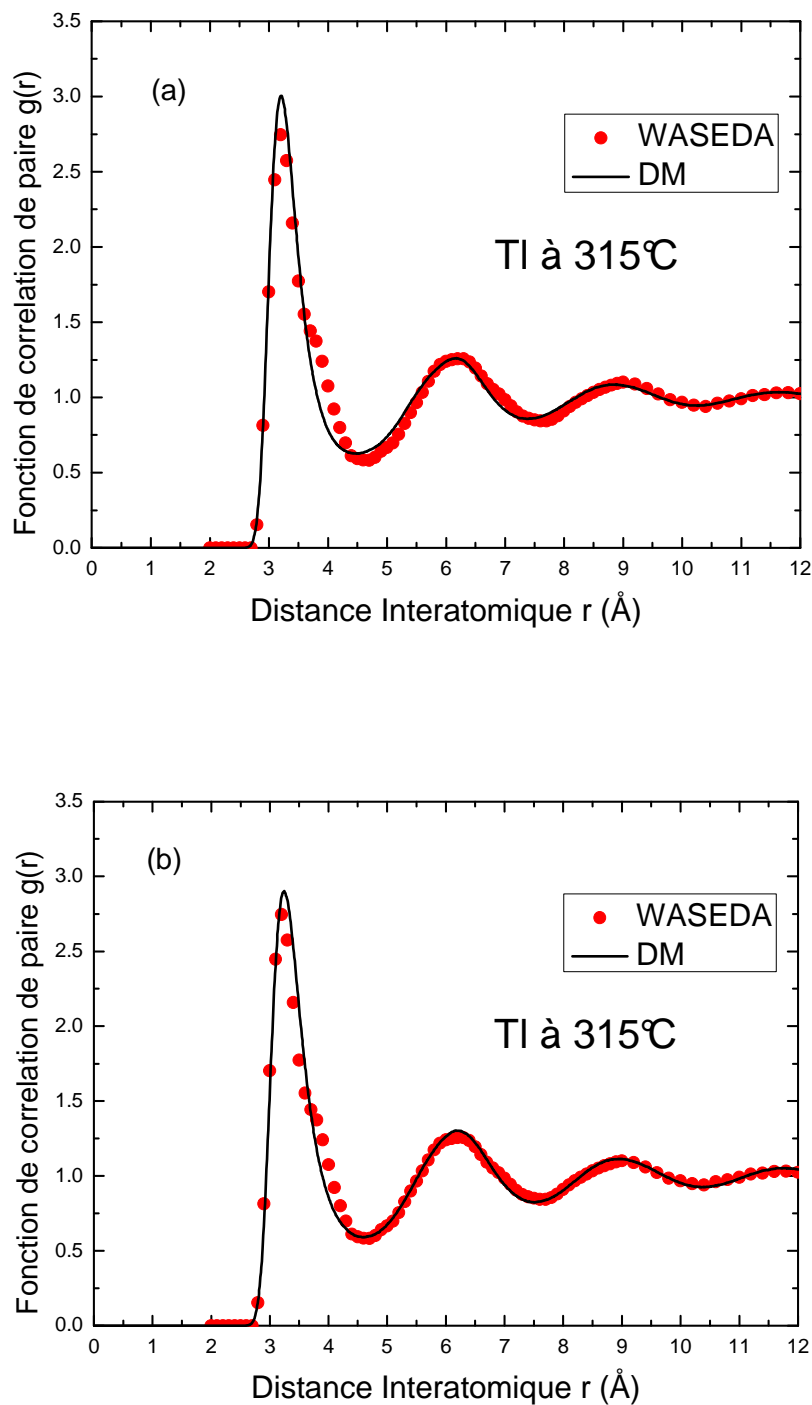 3.5
(a)
3.0
WASEDA
DM
2.5
Tl à 315°C
2.0
1.5
1.0
0.5
0.0
Fonction de correlation de paire g(r)
0 1 2 3 4 5 6 7 8 9 10 11 12
Distance Interatomique r (Å)
3.5
(b)
3.0
WASEDA
DM
2.5
Tl à 315°C
2.0
1.5
1.0
0.5
0.0
Fonction de correlation de paire g(r)
0 1 2 3 4 5 6 7 8 9 10 11 12
Distance Interatomique r (Å)